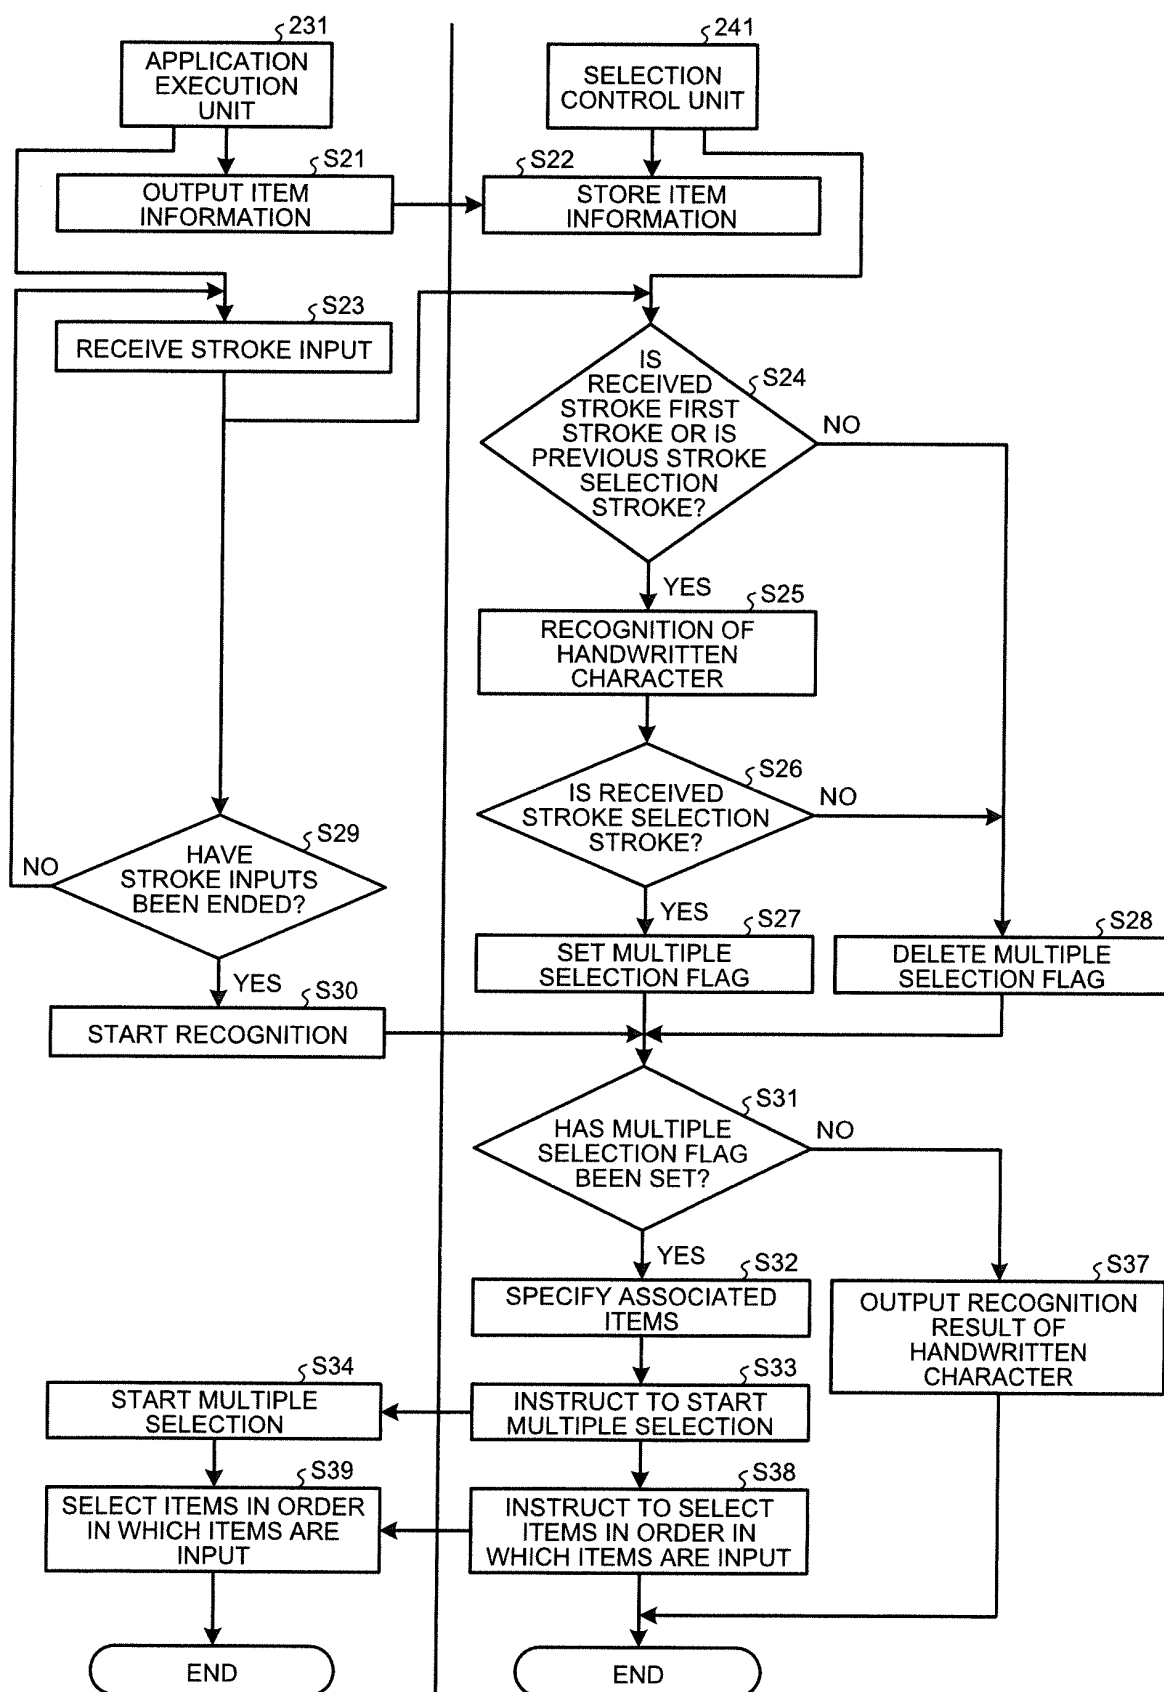 231
APPLICATION
EXECUTION
UNIT
241
SELECTION
CONTROL UNIT
S21
OUTPUT ITEM
INFORMATION
S22
STORE ITEM
INFORMATION
S23
RECEIVE STROKE INPUT
S24
IS
RECEIVED
STROKE FIRST
STROKE OR IS
PREVIOUS STROKE
SELECTION
STROKE?
NO
YES
S25
RECOGNITION OF
HANDWRITTEN
CHARACTER
S26
IS RECEIVED
STROKE SELECTION
STROKE?
NO
YES
S29
HAVE
STROKE INPUTS
BEEN ENDED?
NO
YES
S27
SET MULTIPLE
SELECTION FLAG
S28
DELETE MULTIPLE
SELECTION FLAG
S30
START RECOGNITION
S31
HAS MULTIPLE
SELECTION FLAG
BEEN SET?
NO
YES
S32
SPECIFY ASSOCIATED
ITEMS
S37
OUTPUT RECOGNITION
RESULT OF
HANDWRITTEN
CHARACTER
S34
START MULTIPLE
SELECTION
S33
INSTRUCT TO START
MULTIPLE SELECTION
S39
SELECT ITEMS IN ORDER
IN WHICH ITEMS ARE
INPUT
S38
INSTRUCT TO SELECT
ITEMS IN ORDER IN
WHICH ITEMS ARE INPUT
END
END